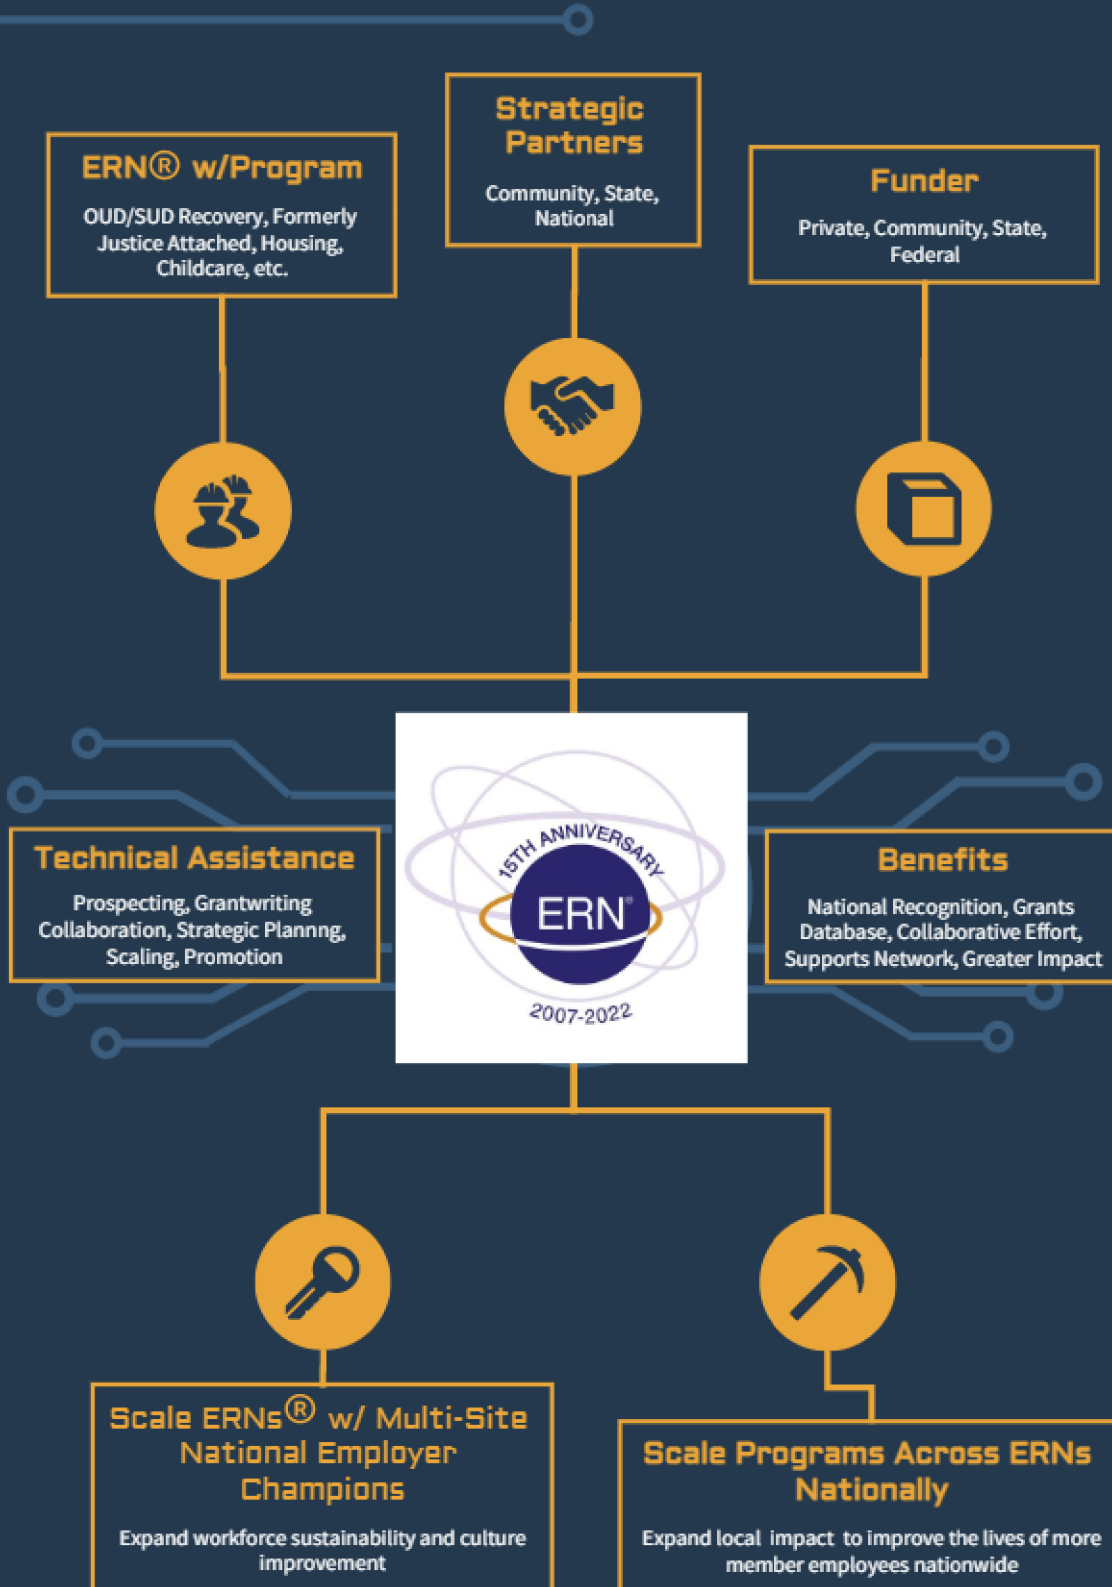 Strategic
Partners
Community, State,
National
ERN® w/Program
OUD/SUD Recovery, Formerly
Justice Attached, Housing,
Childcare, etc.
Funder
Private, Community, State,
Federal
Technical Assistance
Prospecting, Grantwriting
Collaboration, Strategic Plannng,
Scaling, Promotion
15TH ANNIVERSARY
ERN®
2007-2022
Benefits
National Recognition, Grants
Database, Collaborative Effort,
Supports Network, Greater Impact
Scale ERNs® w/ Multi-Site
National Employer
Champions
Expand workforce sustainability and culture
improvement
Scale Programs Across ERNs
Nationally
Expand local impact to improve the lives of more
member employees nationwide